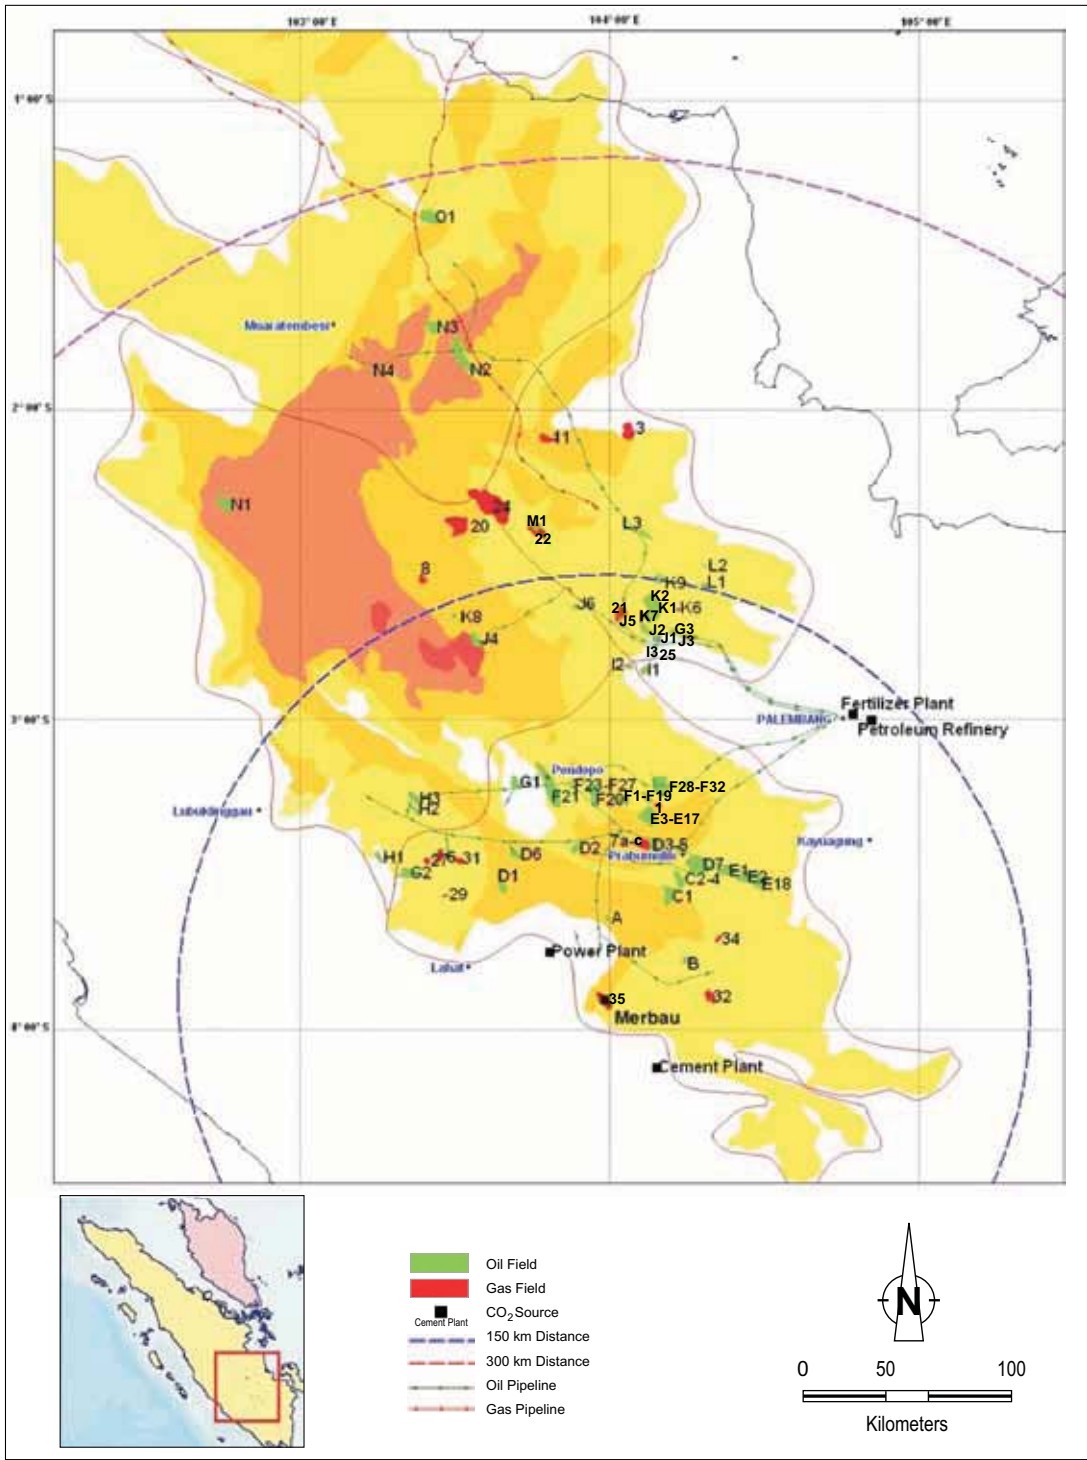 103°00' E
104°00' E
105°00' E
1°00' S
O1
Muaratembesi
N3
N4
N2
2°00' S
11
3
N1
24
20
M1
22
L3
8
L2
K9
L1
K2
21
K1
K6
K8
J6
J5
K7
J2
G3
J4
J1
J3
I3
25
I2
I1
3°00' S
PALEMBANG
Fertilizer Plant
Petroleum Refinery
Pendopo
G1
F23-F27
F28-F32
H3
F21
F20
F1-F19
H2
1
Lubuklinggau
E3-E17
Kayuagung
7a-c
D3-5
D2
Prabumulih
H1
D6
D7
G2
D1
E1
E2
C2-4
E18
-29
C1
A
34
Power Plant
B
Lahat
35
32
Merbau
4°00' S
Cement Plant
Oil Field
Gas Field
CO2 Source
Cement Plant
150 km Distance
300 km Distance
Oil Pipeline
Gas Pipeline
N
0 50 100
Kilometers